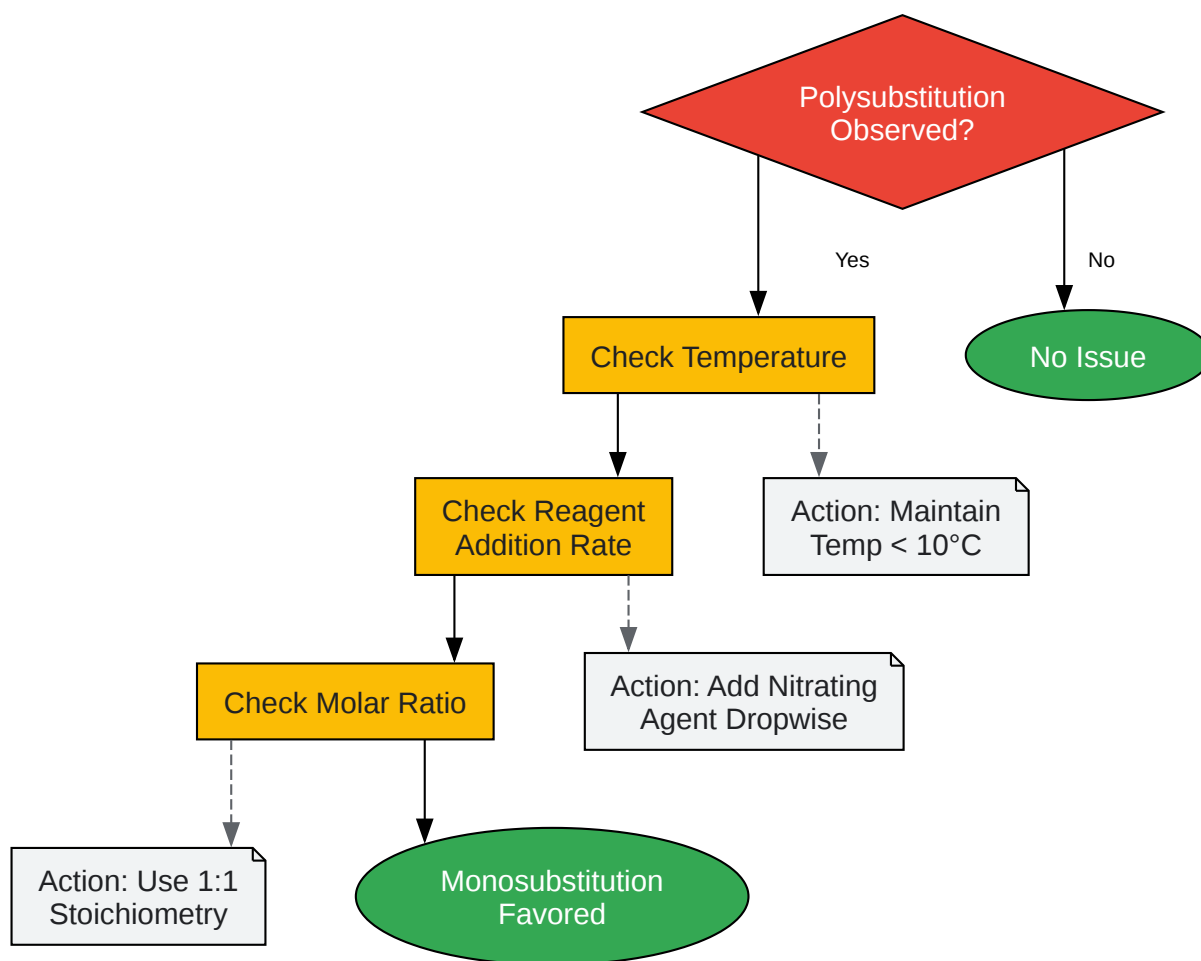 Polysubstitution
Observed?
Yes
No
Check Temperature
No Issue
Check Reagent
Addition Rate
Action: Maintain
Temp < 10°C
Check Molar Ratio
Action: Add Nitrating
Agent Dropwise
Action: Use 1:1
Stoichiometry
Monosubstitution
Favored